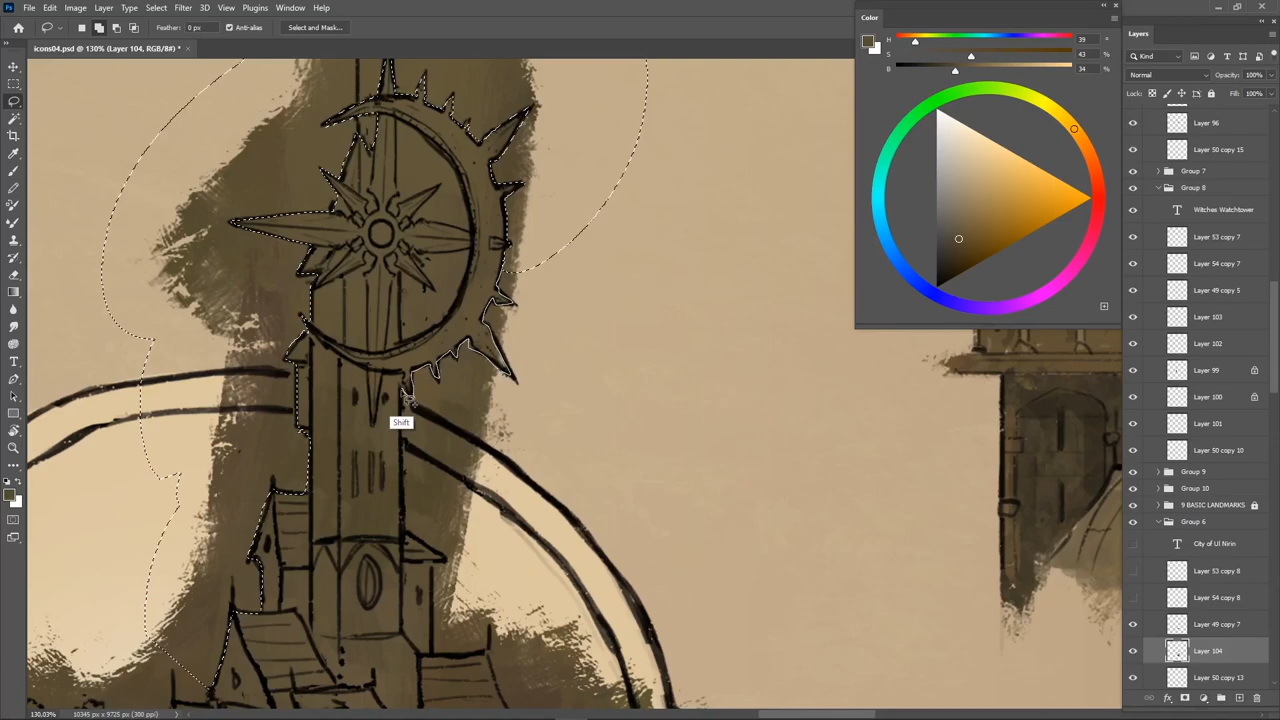 File Edit Image Layer Type Select Filter 3D View Plugins Window Help
Feather: 0 px Anti-alias Select and Mask...
icons04.psd @ 130% (Layer 104, RGB/8#) *
Shift
130,03% 10345 px x 9725 px (300 ppi)
Color
H 39 °
S 43 %
B 34 %
Layers
Kind
Normal Opacity: 100%
Lock: Fill: 100%
Layer 96
Layer 50 copy 15
Group 7
Group 8
T Witches Watchtower
Layer 53 copy 7
Layer 54 copy 7
Layer 49 copy 5
Layer 103
Layer 102
Layer 99
Layer 100
Layer 101
Layer 50 copy 10
Group 9
Group 10
9 BASIC LANDMARKS
Group 6
T City of Ul Nirin
Layer 53 copy 8
Layer 54 copy 8
Layer 49 copy 7
Layer 104
Layer 50 copy 13